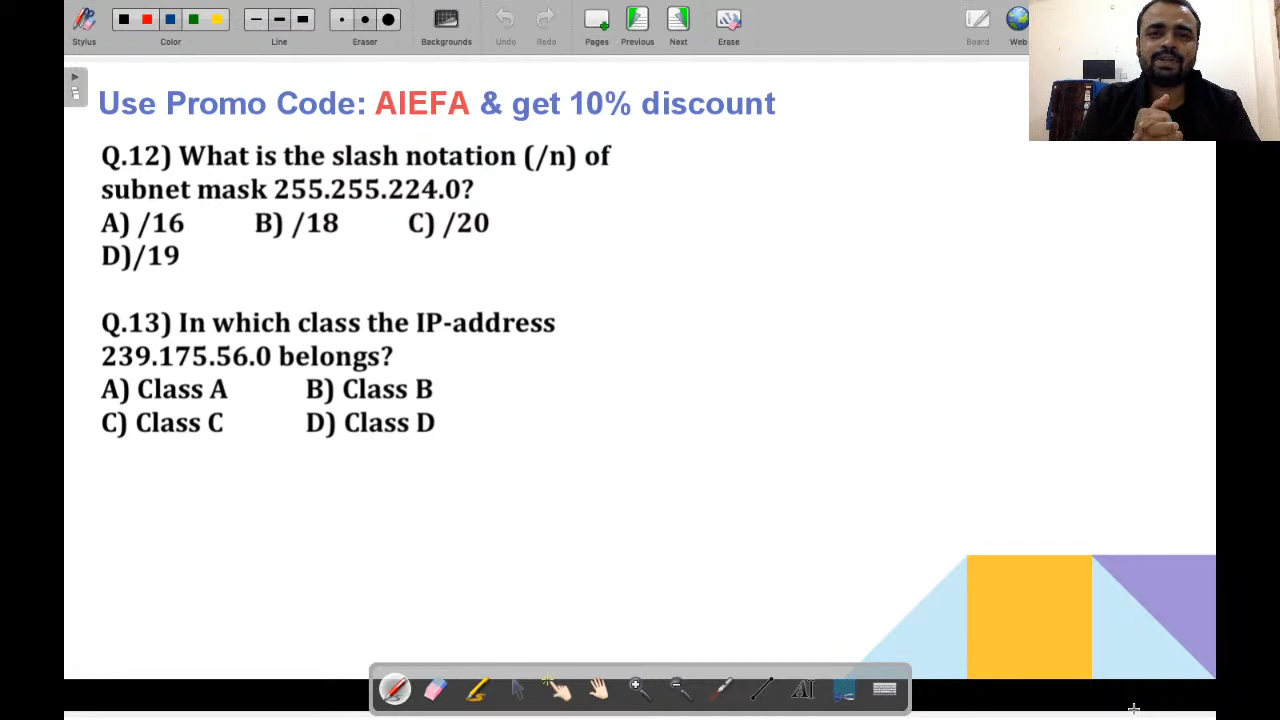 Stylus Color Line Eraser Backgrounds Undo Redo Pages Previous Next Erase Board Web
Use Promo Code: AIEFA & get 10% discount
Q.12) What is the slash notation (/n) of
subnet mask 255.255.224.0?
A) /16 B) /18 C) /20
D)/19
Q.13) In which class the IP-address
239.175.56.0 belongs?
A) Class A B) Class B
C) Class C D) Class D